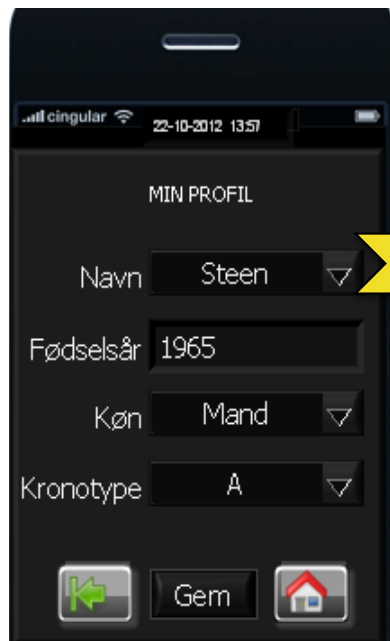 cingular 22-10-2012 13:57
MIN PROFIL
Navn Steen
Fødselsår 1965
Køn Mand
Kronotype A
Gem